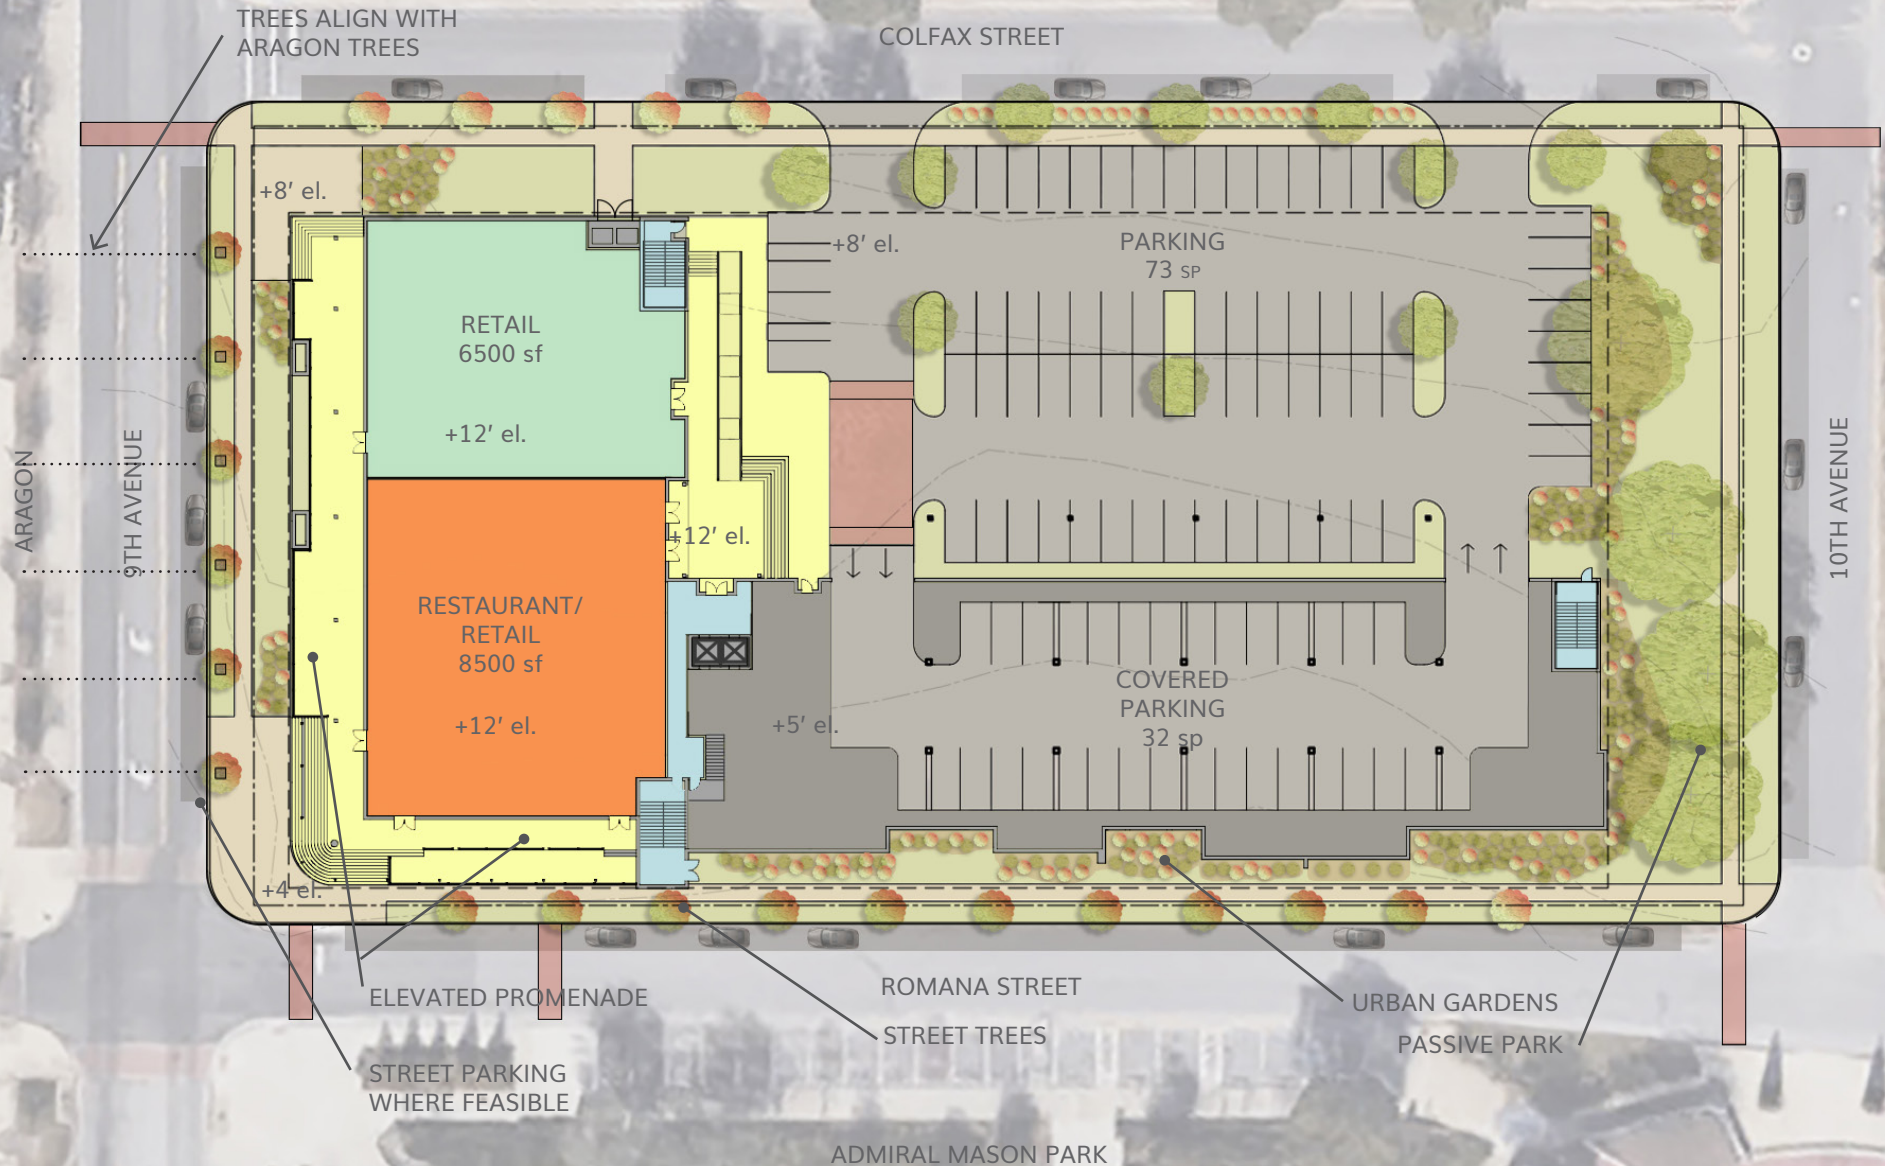 TREES ALIGN WITH
ARAGON TREES
COLFAX STREET
+8' el.
+8' el.
PARKING
73 SP
RETAIL
6500 sf
+12' el.
ARAGON
9TH AVENUE
10TH AVENUE
+12' el.
RESTAURANT/
RETAIL
8500 sf
+12' el.
+5' el.
COVERED
PARKING
32 sp
+4 el.
ELEVATED PROMENADE
ROMANA STREET
STREET TREES
URBAN GARDENS
PASSIVE PARK
STREET PARKING
WHERE FEASIBLE
ADMIRAL MASON PARK